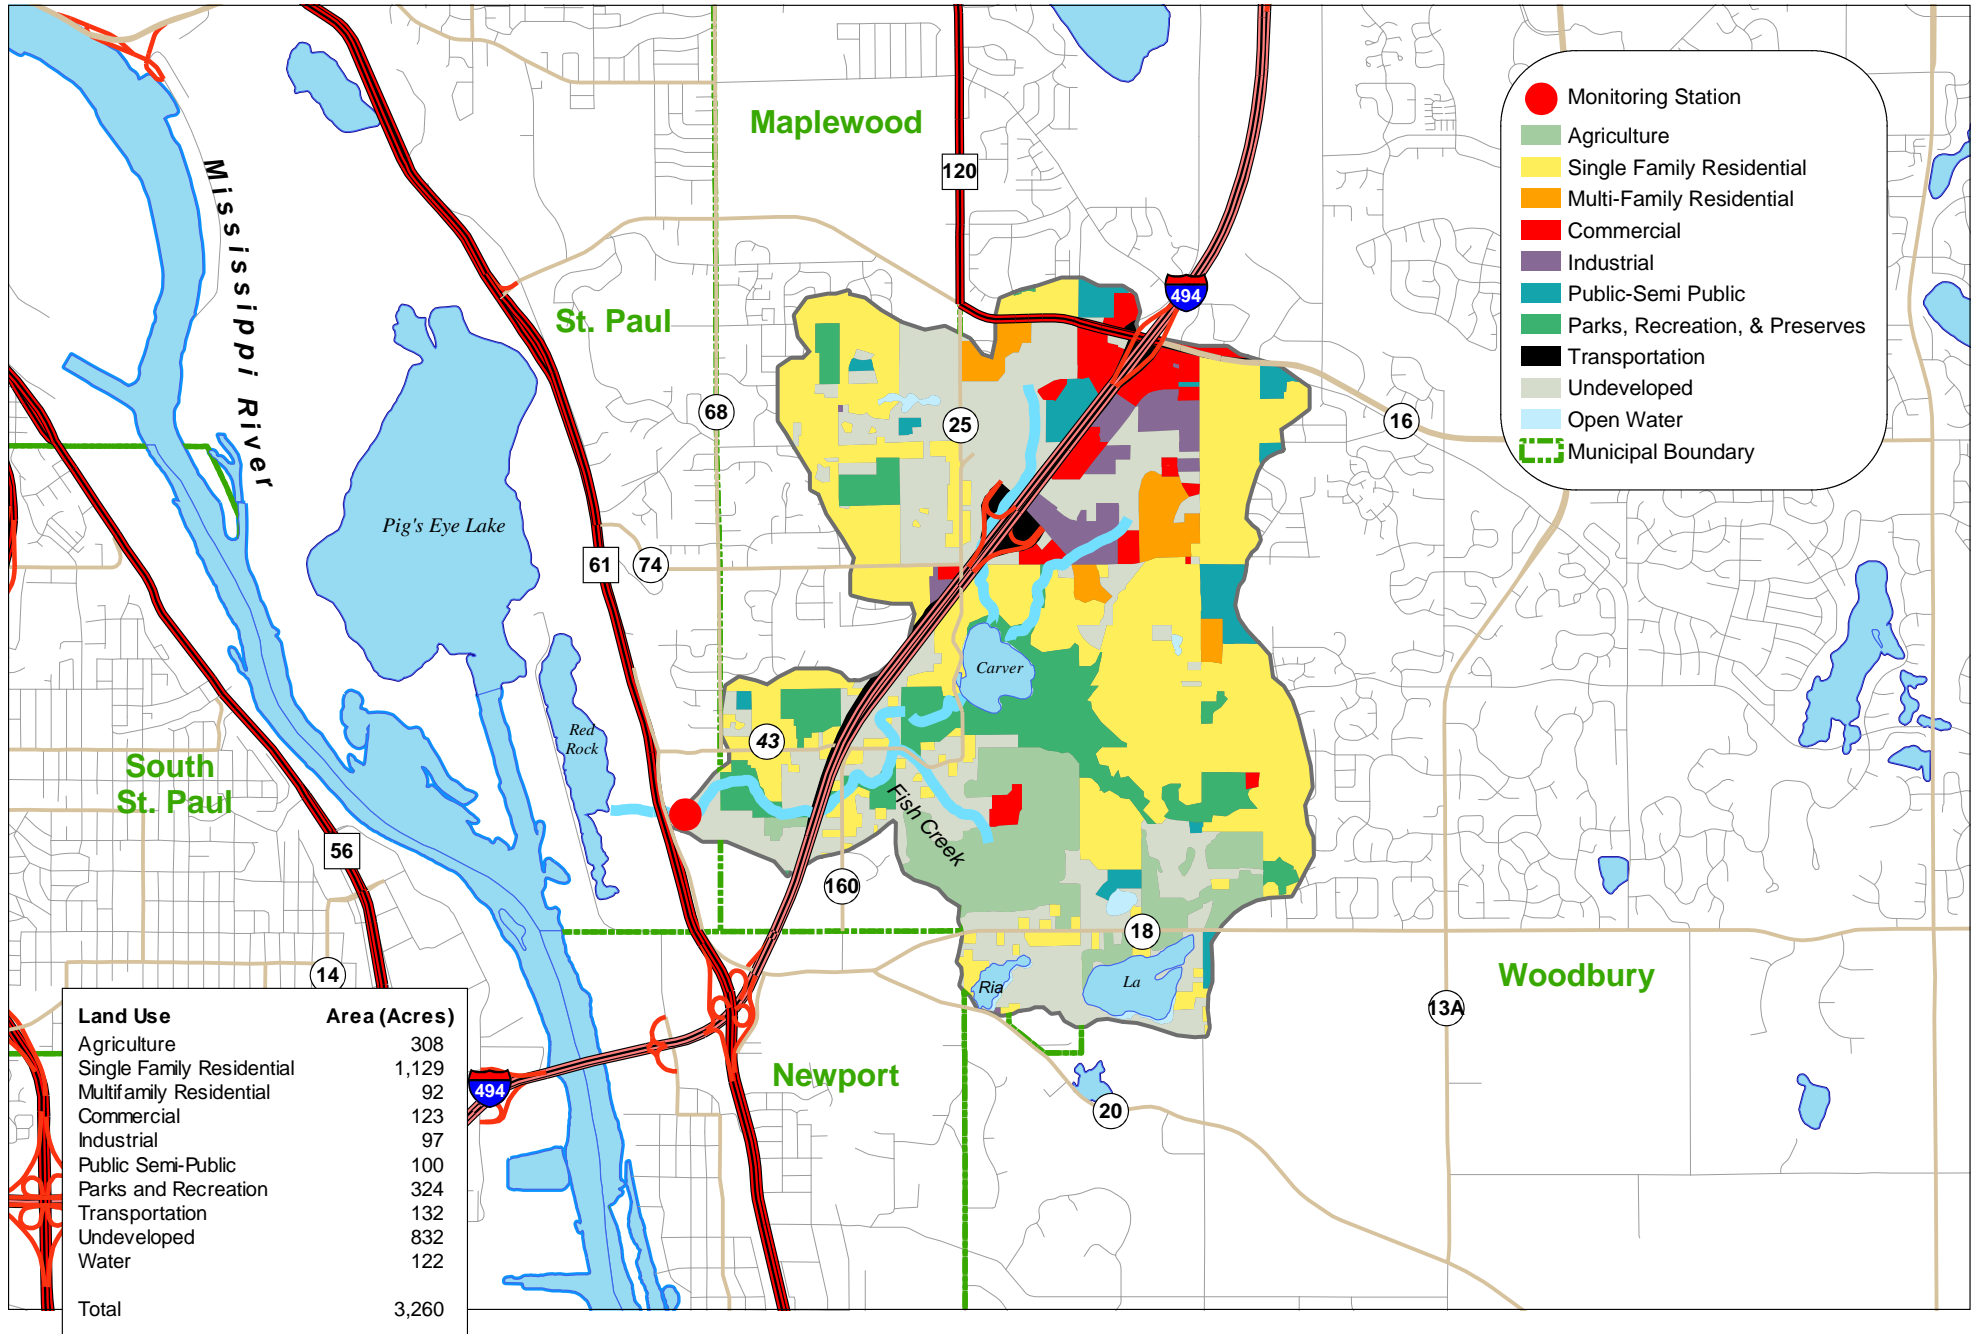 Maplewood
120
494
Mississippi River
St. Paul
68
25
16
Pig's Eye Lake
61
74
Carver
Red
Rock
43
South
St. Paul
Fish Creek
56
160
18
14
Ria
La
Woodbury
13A
Newport
494
20
Monitoring Station
Agriculture
Single Family Residential
Multi-Family Residential
Commercial
Industrial
Public-Semi Public
Parks, Recreation, & Preserves
Transportation
Undeveloped
Open Water
Municipal Boundary
Land Use Area (Acres)
Agriculture 308
Single Family Residential 1,129
Multifamily Residential 92
Commercial 123
Industrial 97
Public Semi-Public 100
Parks and Recreation 324
Transportation 132
Undeveloped 832
Water 122
Total 3,260